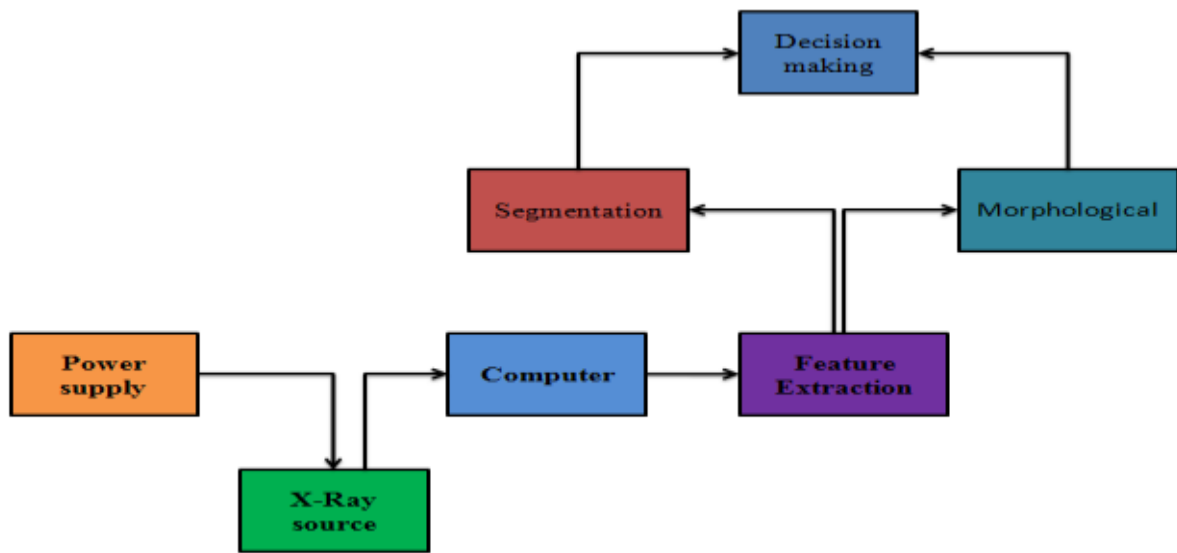 Decision
making
Segmentation
Morphological
Power
supply
Computer
Feature
Extraction
X-Ray
source